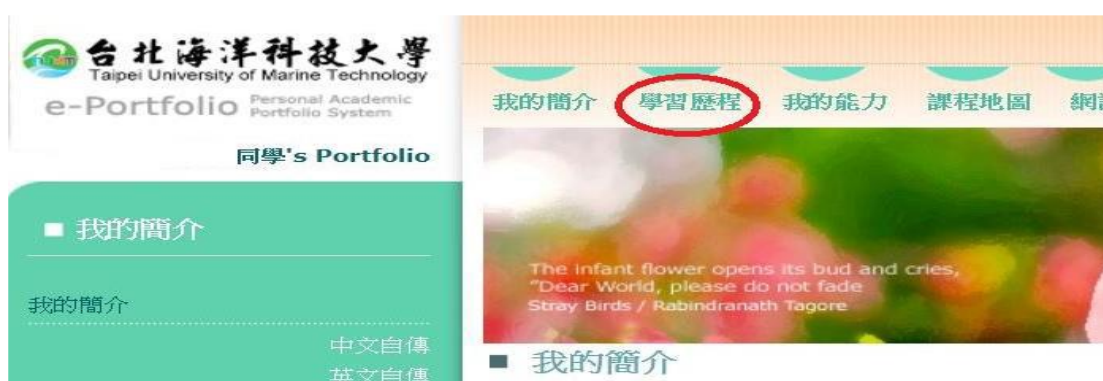 台北海洋科技大學
Taipei University of Marine Technology
e-Portfolio Personal Academic
Portfolio System
同學's Portfolio
■ 我的簡介
我的簡介
中文自傳
英文自傳
我的簡介 學習歷程 我的能力 課程地圖 網
The infant flower opens its bud and cries,
"Dear World, please do not fade
Stray Birds / Rabindranath Tagore
■ 我的簡介